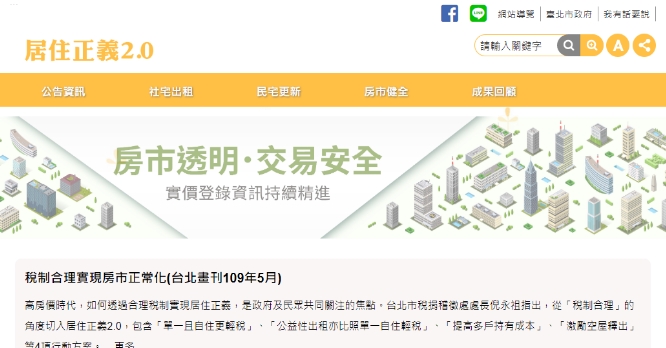 網站導覽 臺北市政府 我有話要說
居住正義2.0
請輸入關鍵字 A
公告資訊 社宅出租 民宅更新 房市健全 成果回顧
房市透明·交易安全
實價登錄資訊持續精進
稅制合理實現房市正常化(台北畫刊109年5月)
高房價時代，如何透過合理稅制實現居住正義，是政府及民眾共同關注的焦點。台北市稅捐稽徵處處長倪永祖指出，從「稅制合理」的
角度切入居住正義2.0，包含「單一且自住更輕稅」、「公益性出租亦比照單一自住輕稅」、「提高多戶持有成本」、「激勵空屋釋出」
等4項行動方案。...更多